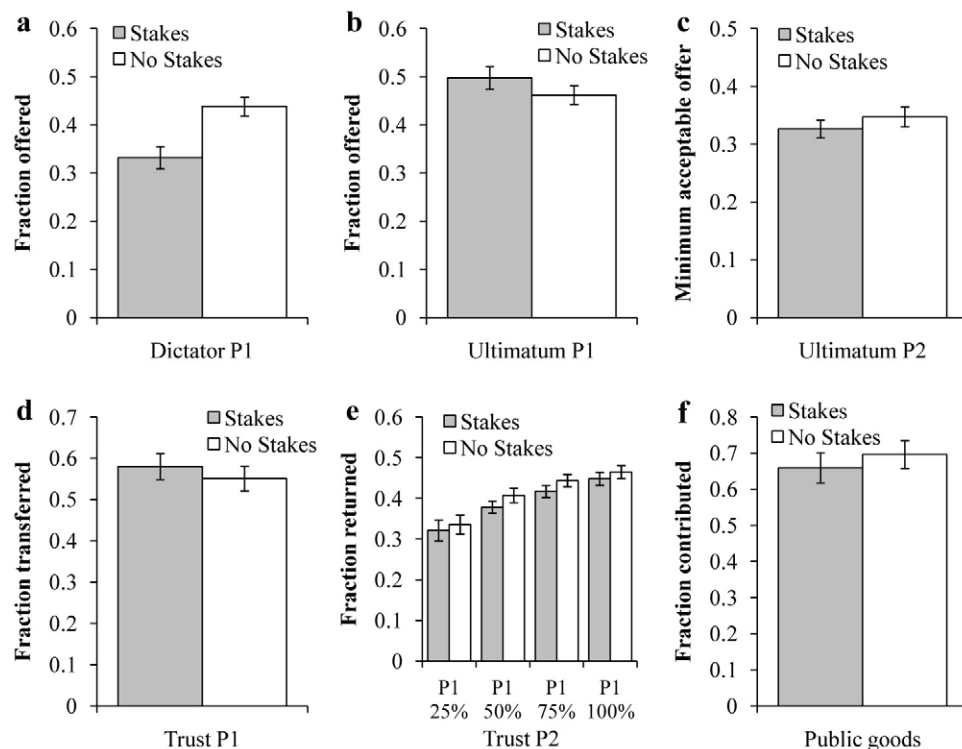 a
Stakes
No Stakes
Fraction offered
0.6
0.5
0.4
0.3
0.2
0.1
0
Dictator P1
b
Stakes
No Stakes
Fraction offered
0.6
0.5
0.4
0.3
0.2
0.1
0
Ultimatum P1
c
Stakes
No Stakes
Minimum acceptable offer
0.5
0.4
0.3
0.2
0.1
0
Ultimatum P2
d
Stakes
No Stakes
Fraction transferred
0.7
0.6
0.5
0.4
0.3
0.2
0.1
0
Trust P1
e
Stakes
No Stakes
Fraction returned
0.6
0.5
0.4
0.3
0.2
0.1
0
P1 P1 P1 P1
25% 50% 75% 100%
Trust P2
f
Stakes
No Stakes
Fraction contributed
0.8
0.7
0.6
0.5
0.4
0.3
0.2
0.1
0
Public goods